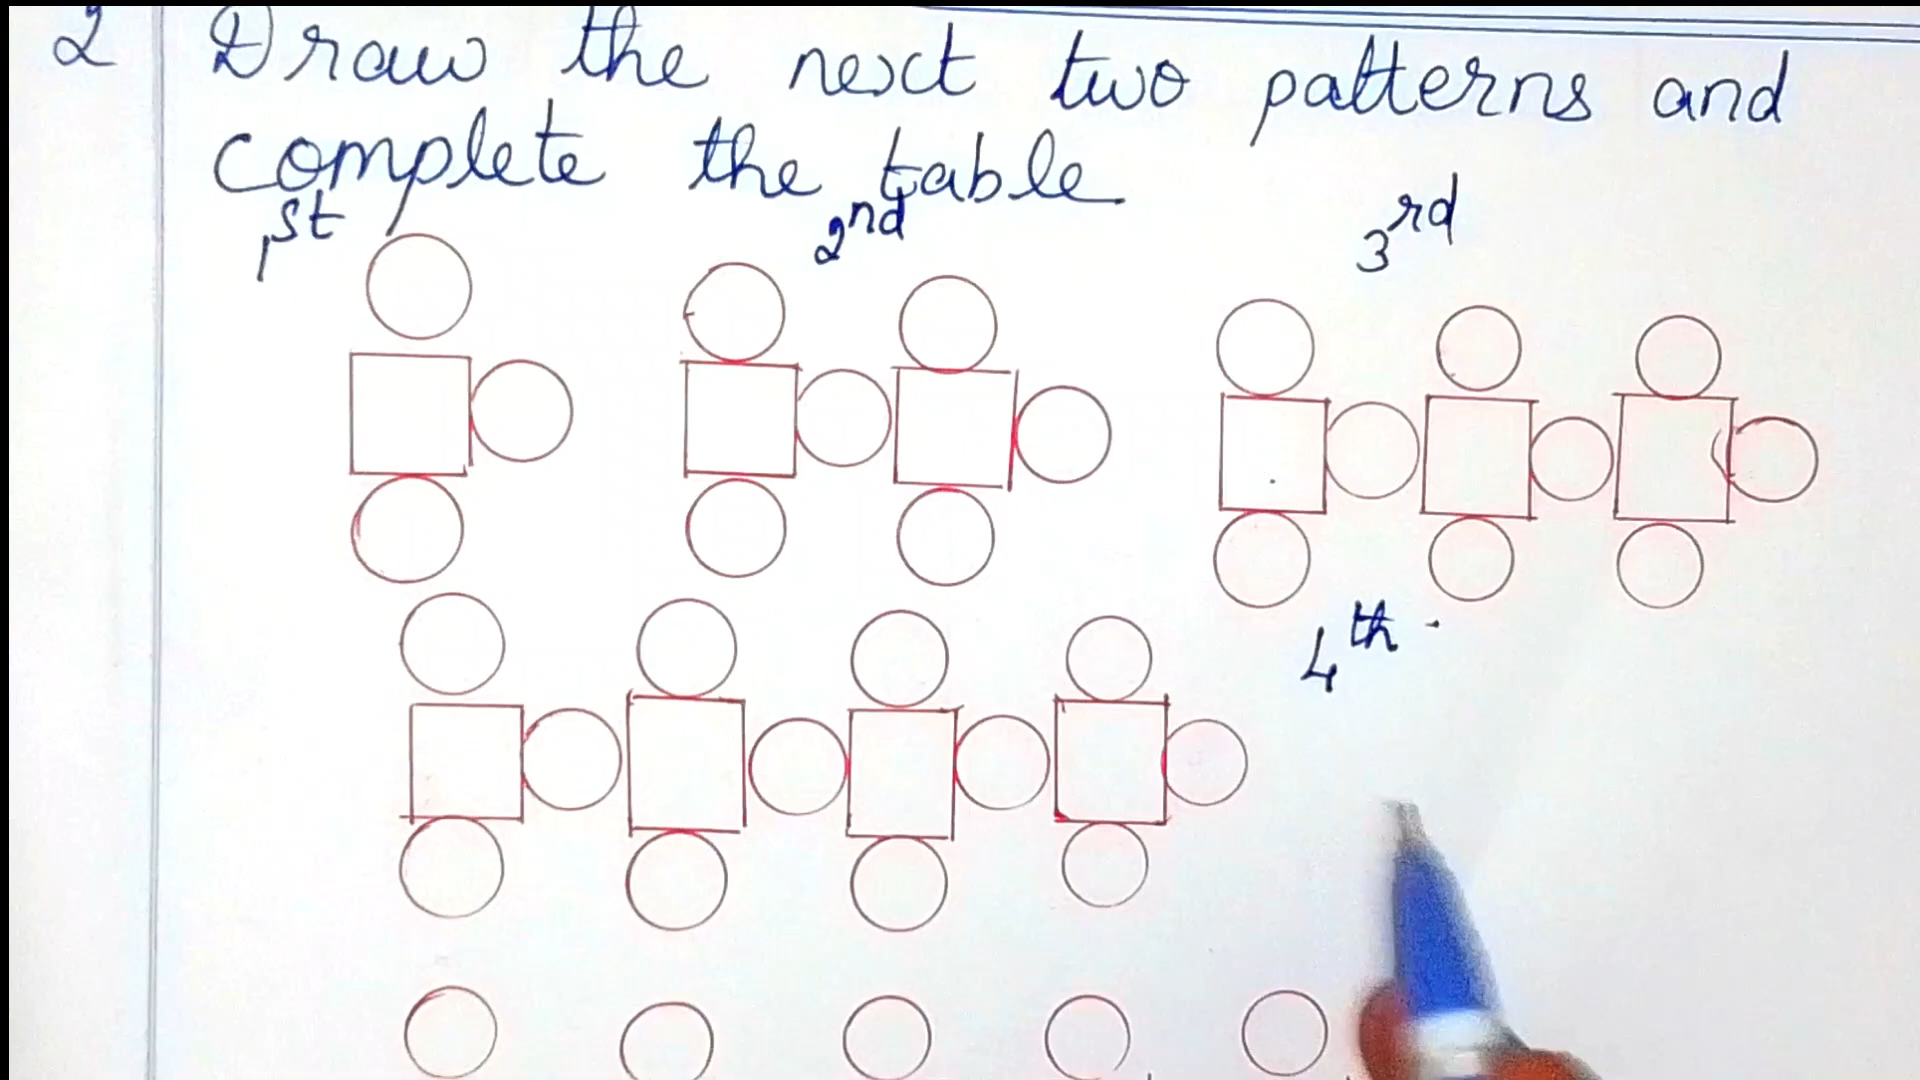 2 Draw the next two patterns and
complete the table
1st 2nd 3rd
4th